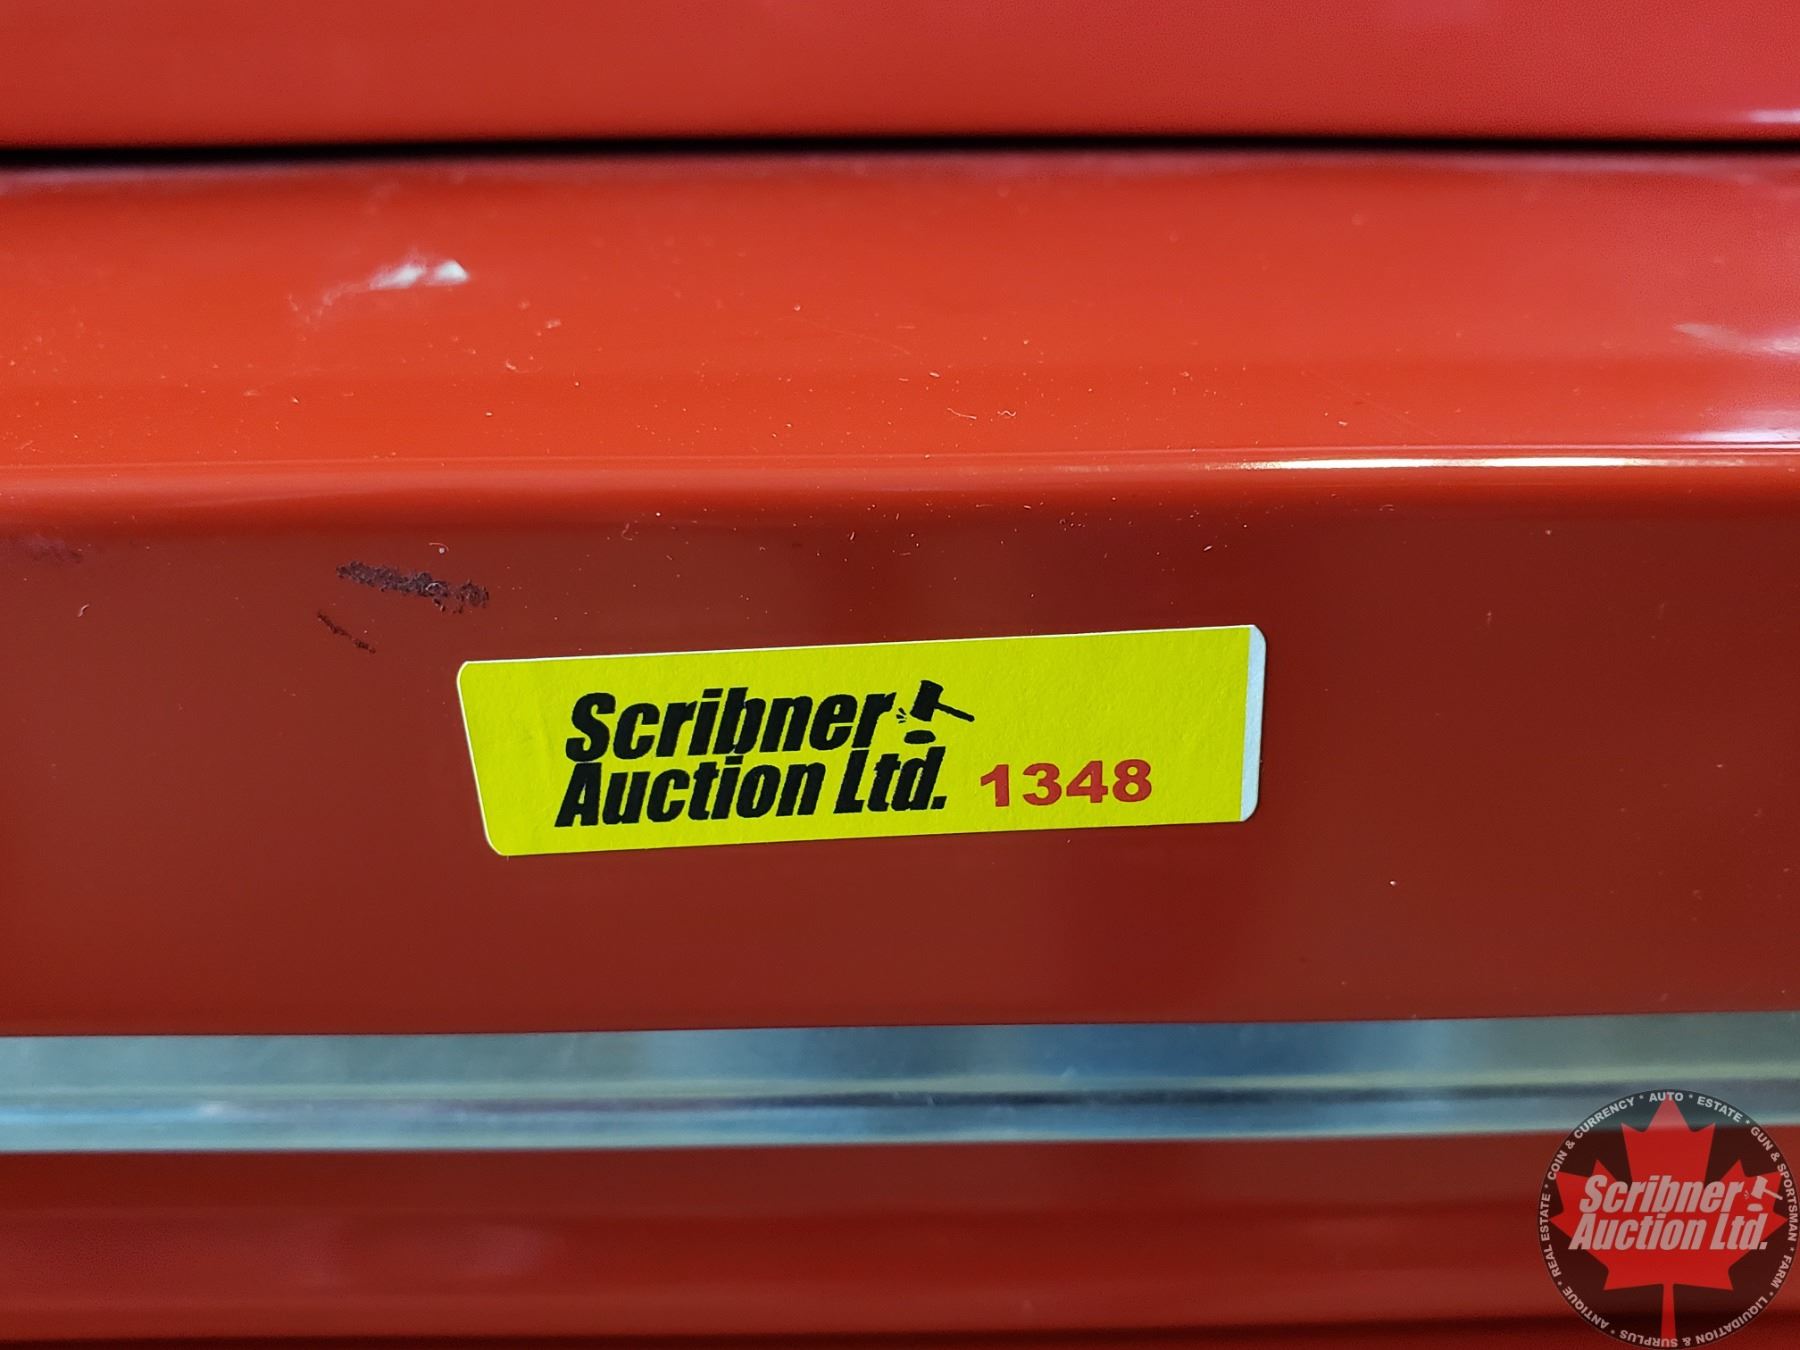 Scribner
Auction Ltd. 1348
COIN & CURRENCY * AUTO * ESTATE * GUN & SPORTSMAN * FARM * LIQUIDATION & SURPLUS * ANTIQUE * REAL ESTATE *
Scribner
Auction Ltd.